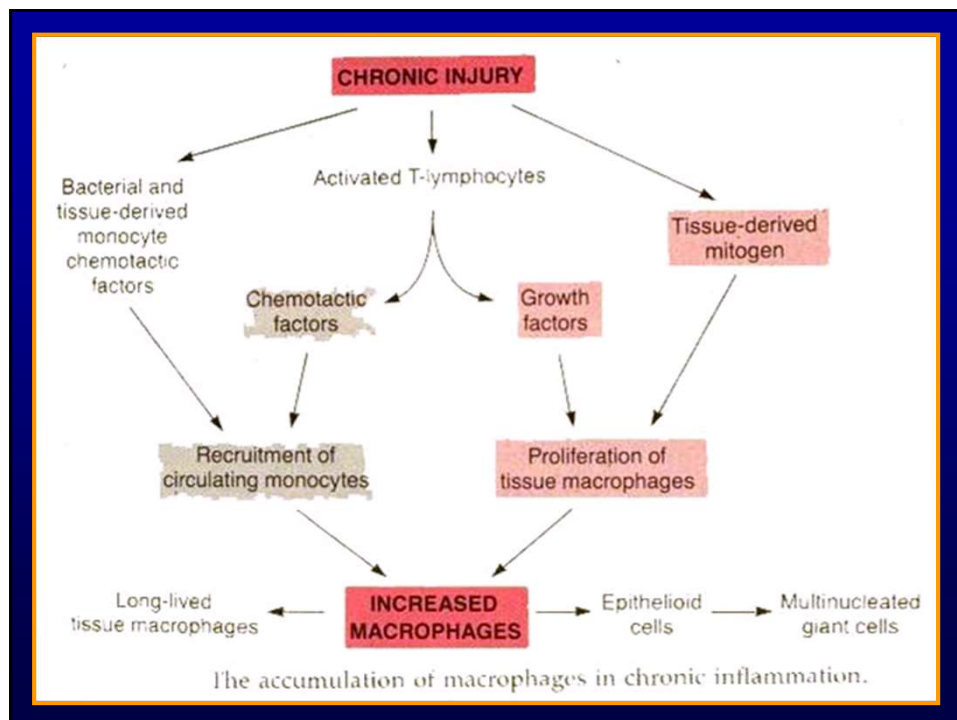 CHRONIC INJURY
Activated T-lymphocytes
Bacterial and
tissue-derived
monocyte
chemotactic
factors
Tissue-derived
mitogen
Chemotactic
factors
Growth
factors
Recruitment of
circulating monocytes
Proliferation of
tissue macrophages
Long-lived
tissue macrophages
INCREASED
MACROPHAGES
Epithelioid
cells
Multinucleated
giant cells
The accumulation of macrophages in chronic inflammation.